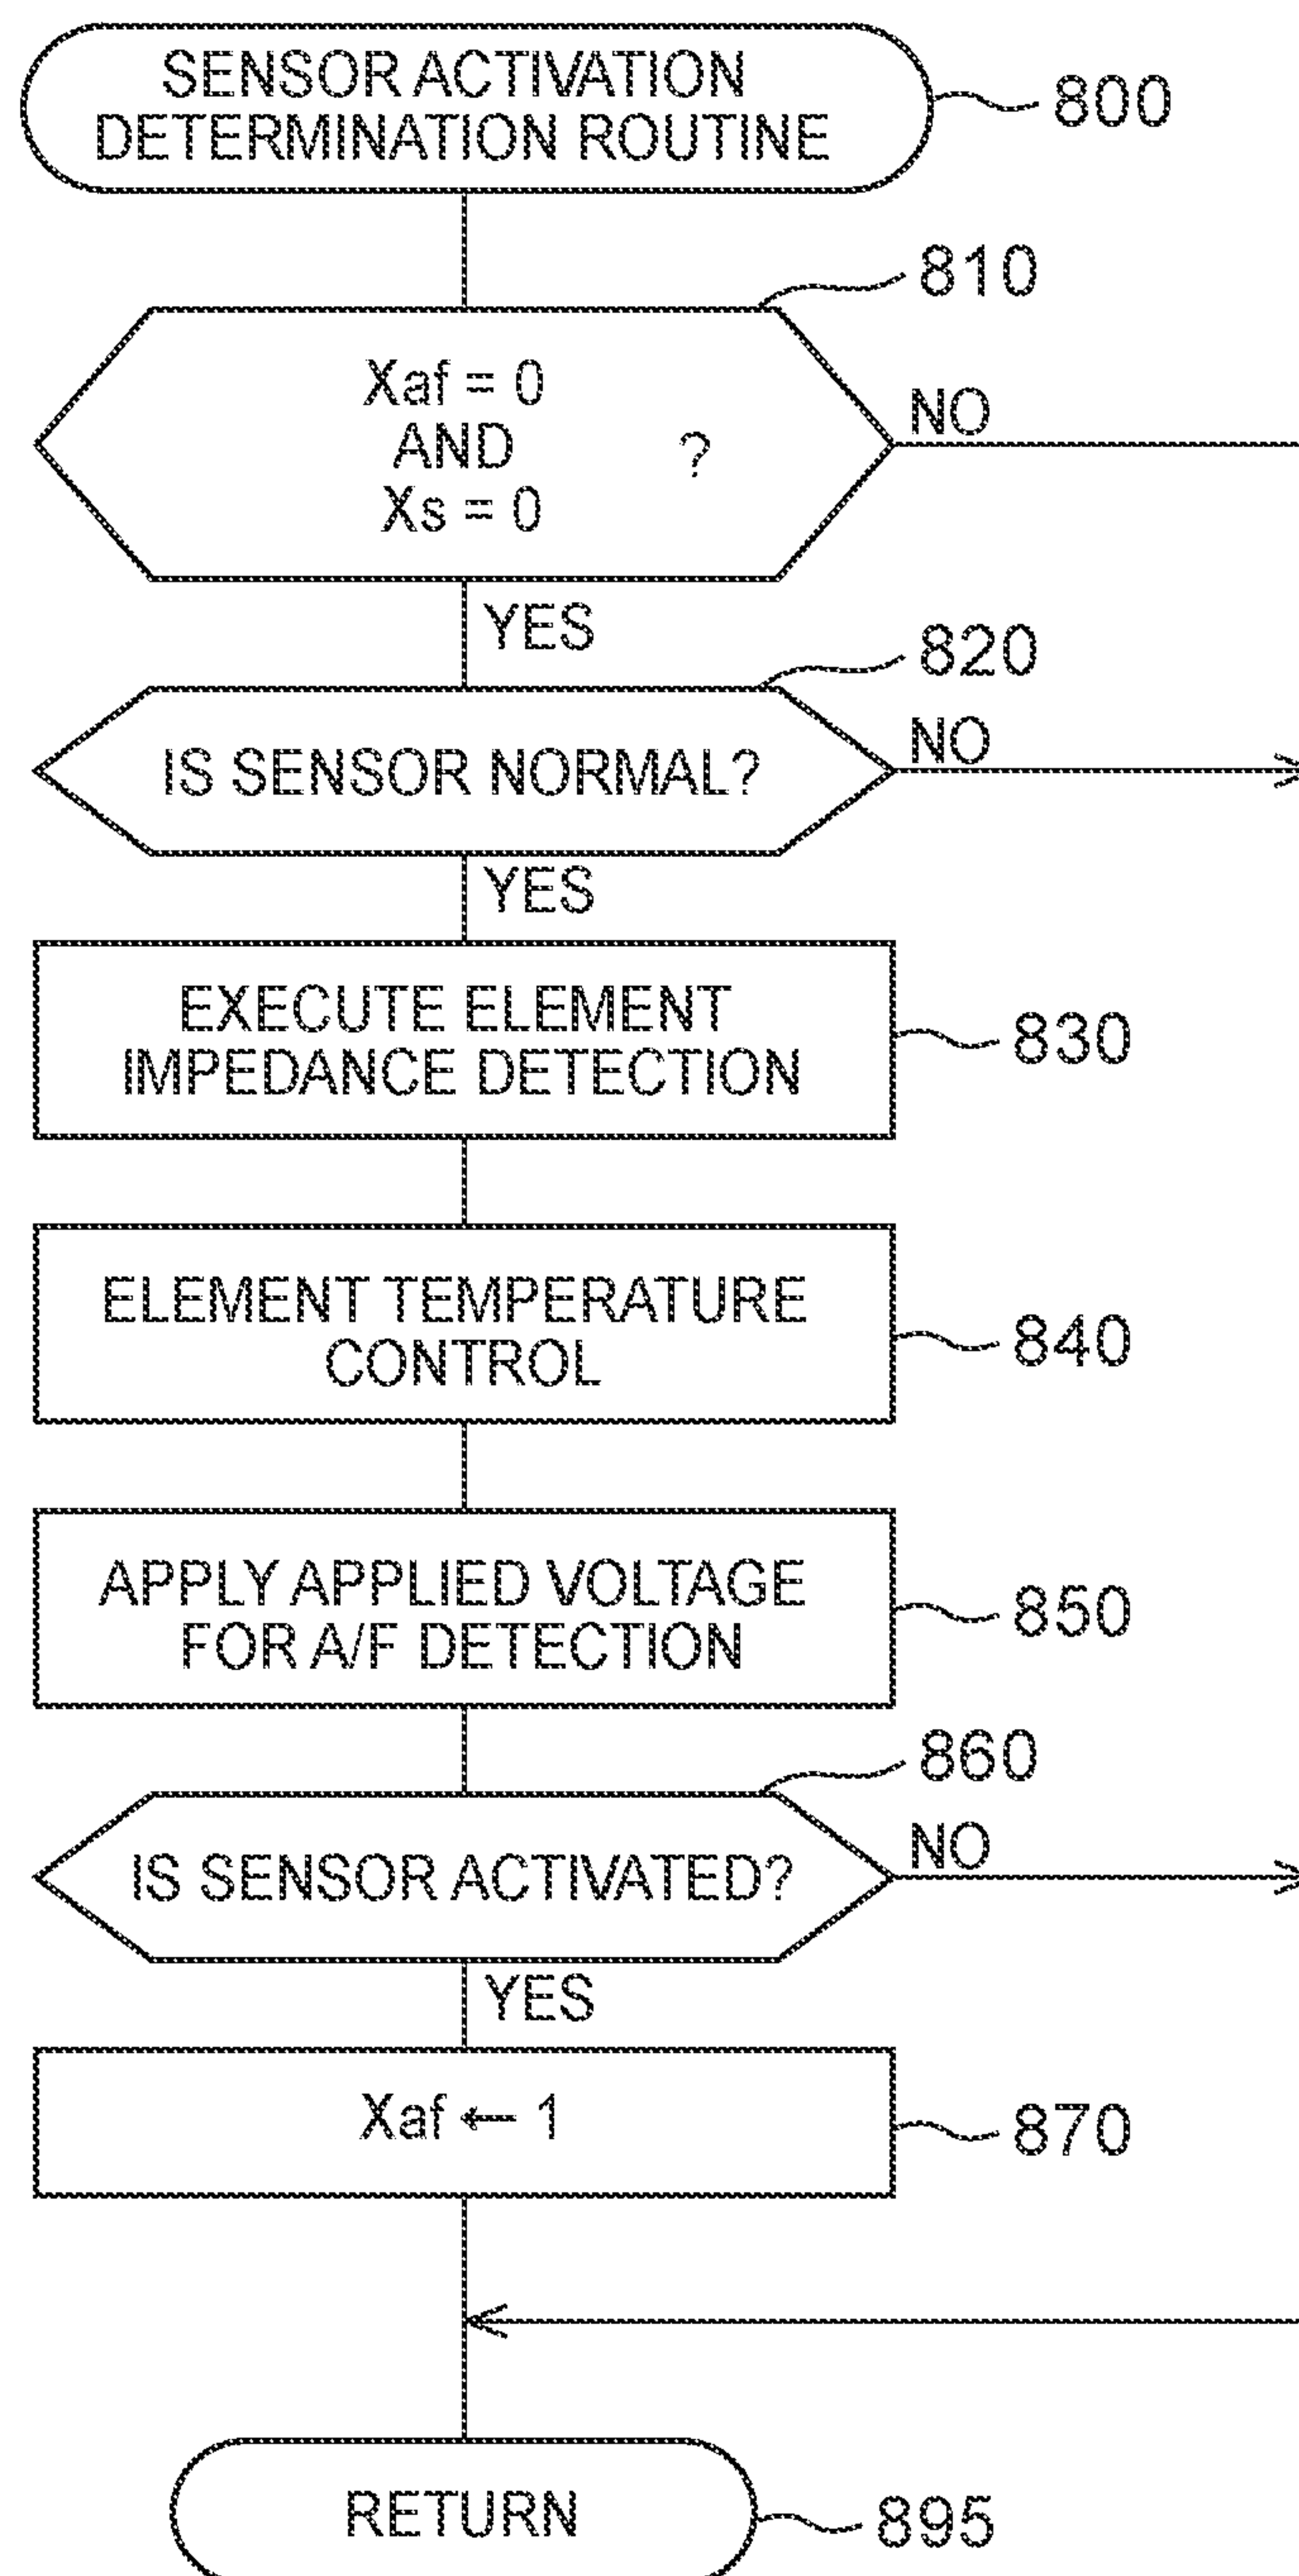 SENSOR ACTIVATION
DETERMINATION ROUTINE
800
810
Xaf = 0
AND
?
Xs = 0
NO
YES
820
IS SENSOR NORMAL?
NO
YES
EXECUTE ELEMENT
IMPEDANCE DETECTION
830
ELEMENT TEMPERATURE
CONTROL
840
APPLY APPLIED VOLTAGE
FOR A/F DETECTION
850
860
IS SENSOR ACTIVATED?
NO
YES
Xaf ← 1
870
RETURN
895